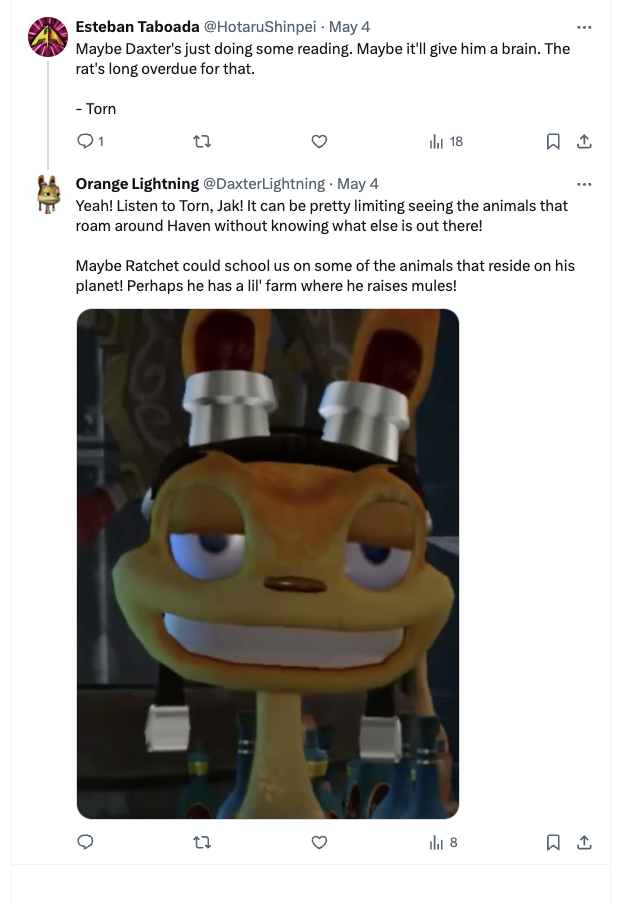 Esteban Taboada @HotaruShinpei · May 4
Maybe Daxter's just doing some reading. Maybe it'll give him a brain. The
rat's long overdue for that.
- Torn
1
18
Orange Lightning @DaxterLightning · May 4
Yeah! Listen to Torn, Jak! It can be pretty limiting seeing the animals that
roam around Haven without knowing what else is out there!
Maybe Ratchet could school us on some of the animals that reside on his
planet! Perhaps he has a lil' farm where he raises mules!
8